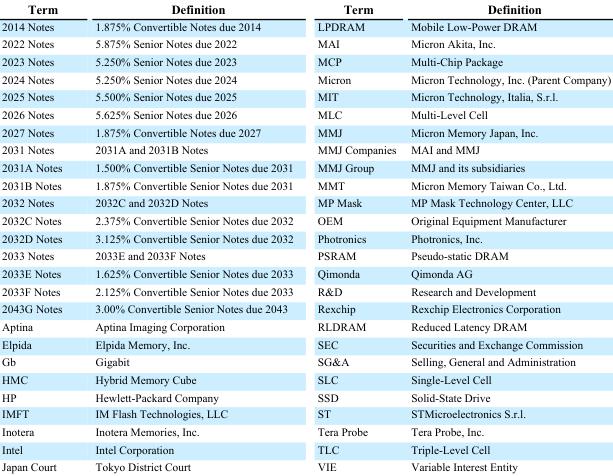 Term Definition Term Definition
2014 Notes 1.875% Convertible Notes due 2014 LPDRAM Mobile Low-Power DRAM
2022 Notes 5.875% Senior Notes due 2022 MAI Micron Akita, Inc.
2023 Notes 5.250% Senior Notes due 2023 MCP Multi-Chip Package
2024 Notes 5.250% Senior Notes due 2024 Micron Micron Technology, Inc. (Parent Company)
2025 Notes 5.500% Senior Notes due 2025 MIT Micron Technology, Italia, S.r.l.
2026 Notes 5.625% Senior Notes due 2026 MLC Multi-Level Cell
2027 Notes 1.875% Convertible Notes due 2027 MMJ Micron Memory Japan, Inc.
2031 Notes 2031A and 2031B Notes MMJ Companies MAI and MMJ
2031A Notes 1.500% Convertible Senior Notes due 2031 MMJ Group MMJ and its subsidiaries
2031B Notes 1.875% Convertible Senior Notes due 2031 MMT Micron Memory Taiwan Co., Ltd.
2032 Notes 2032C and 2032D Notes MP Mask MP Mask Technology Center, LLC
2032C Notes 2.375% Convertible Senior Notes due 2032 OEM Original Equipment Manufacturer
2032D Notes 3.125% Convertible Senior Notes due 2032 Photronics Photronics, Inc.
2033 Notes 2033E and 2033F Notes PSRAM Pseudo-static DRAM
2033E Notes 1.625% Convertible Senior Notes due 2033 Qimonda Qimonda AG
2033F Notes 2.125% Convertible Senior Notes due 2033 R&D Research and Development
2043G Notes 3.00% Convertible Senior Notes due 2043 Rexchip Rexchip Electronics Corporation
Aptina Aptina Imaging Corporation RLDRAM Reduced Latency DRAM
Elpida Elpida Memory, Inc. SEC Securities and Exchange Commission
Gb Gigabit SG&A Selling, General and Administration
HMC Hybrid Memory Cube SLC Single-Level Cell
HP Hewlett-Packard Company SSD Solid-State Drive
IMFT IM Flash Technologies, LLC ST STMicroelectronics S.r.l.
Inotera Inotera Memories, Inc. Tera Probe Tera Probe, Inc.
Intel Intel Corporation TLC Triple-Level Cell
Japan Court Tokyo District Court VIE Variable Interest Entity